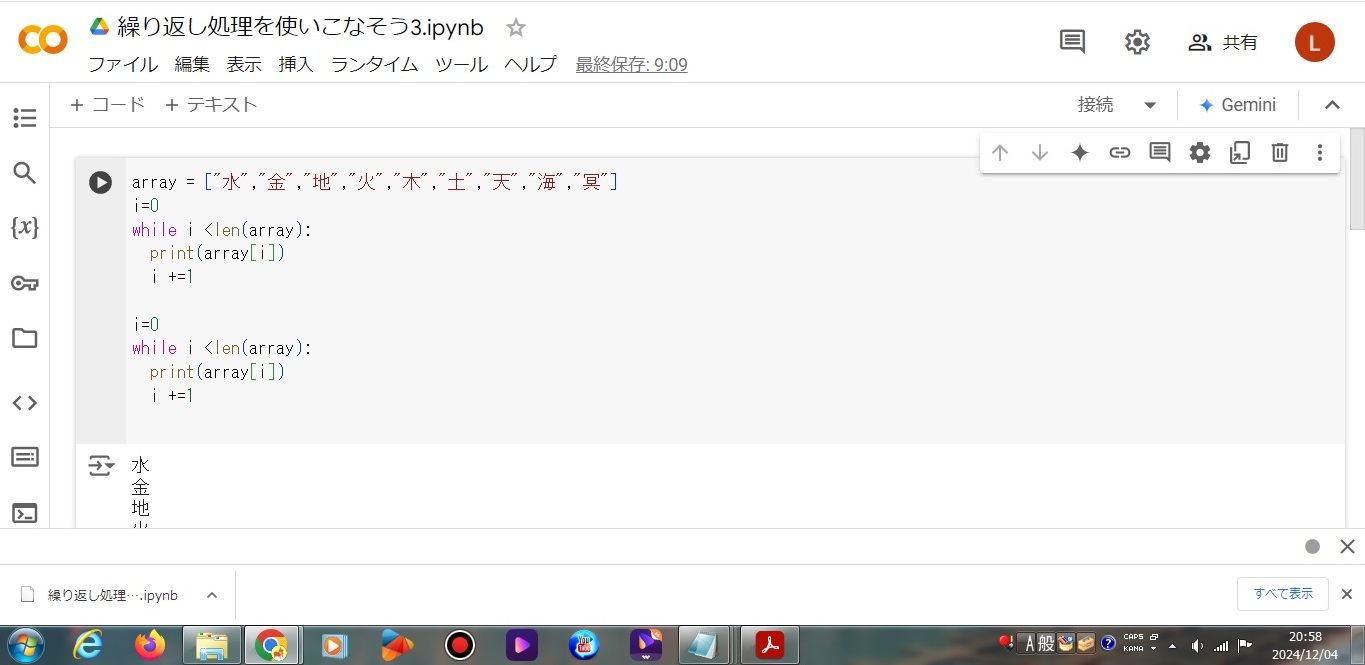 繰り返し処理を使いこなそう3.ipynb
共有
L
ファイル 編集 表示 挿入 ランタイム ツール ヘルプ 最終保存: 9:09
+ コード + テキスト
接続
Gemini
{x}
array = ["水","金","地","火","木","土","天","海","冥"]
i=0
while i <len(array):
print(array[i])
i +=1
i=0
while i <len(array):
print(array[i])
i +=1
水
金
地
繰り返し処理….ipynb
すべて表示
A 般
CAPS
KANA
20:58
2024/12/04